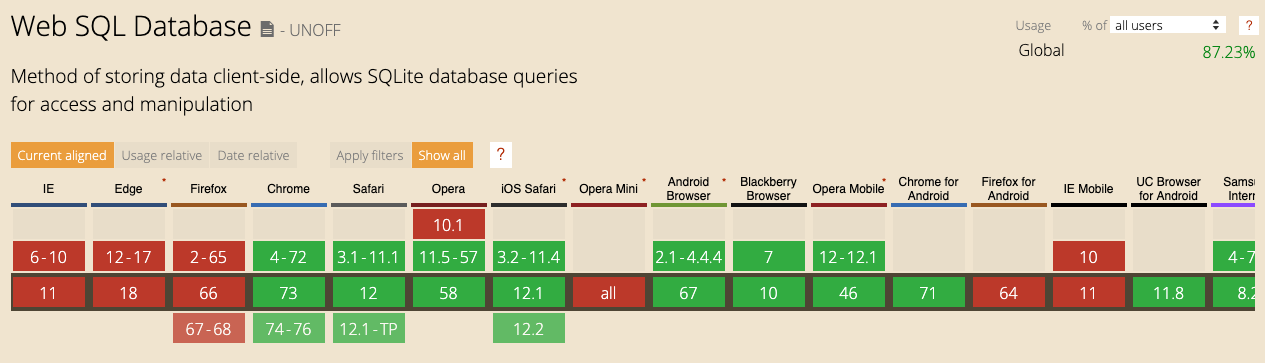 Web SQL Database - UNOFF
Usage % of all users ?
Global 87.23%
Method of storing data client-side, allows SQLite database queries
for access and manipulation
Current aligned Usage relative Date relative Apply filters Show all ?
IE Edge * Firefox Chrome Safari Opera iOS Safari * Opera Mini * Android Browser * Blackberry Browser Opera Mobile * Chrome for Android Firefox for Android IE Mobile UC Browser for Android
10.1
6-10 12-17 2-65 4-72 3.1-11.1 11.5-57 3.2-11.4 2.1-4.4.4 7 12-12.1 10
11 18 66 73 12 58 12.1 all 67 10 46 71 64 11 11.8
67-68 74-76 12.1-TP 12.2